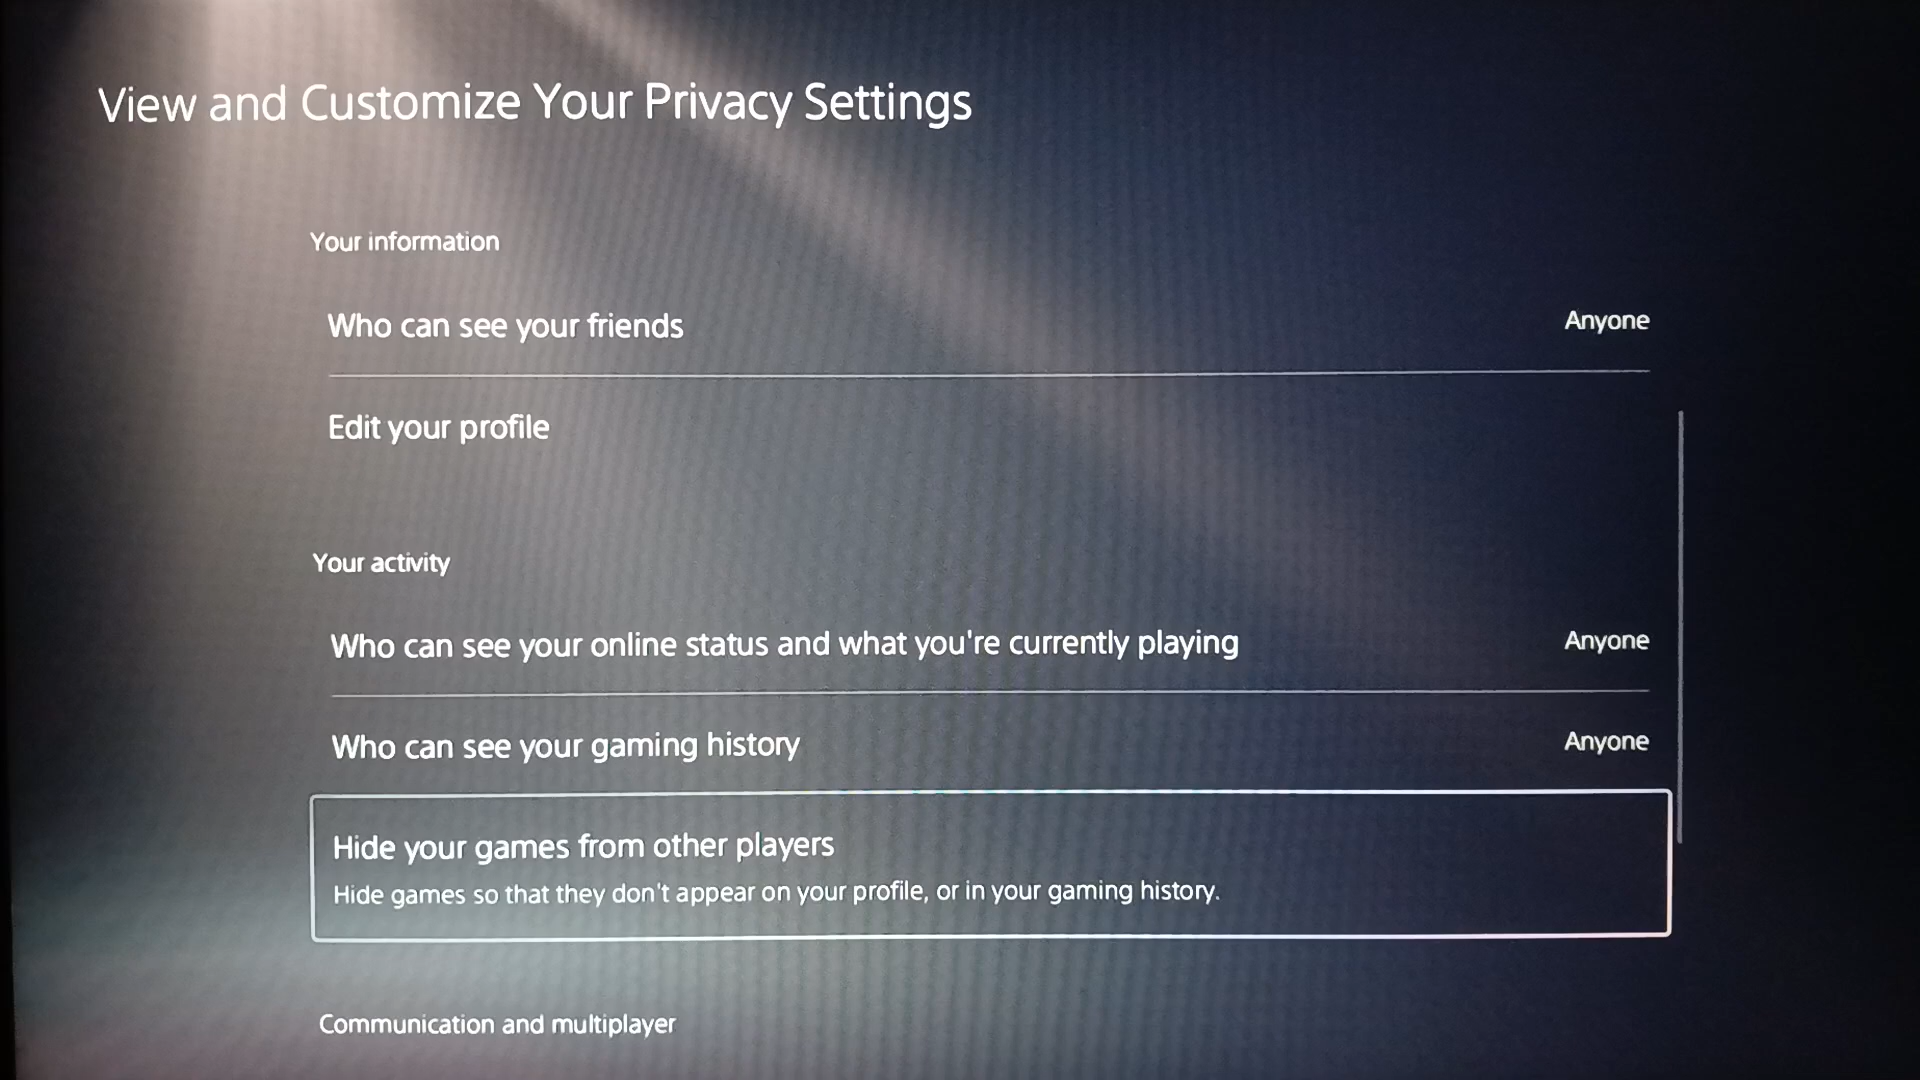 View and Customize Your Privacy Settings
Your information
Who can see your friends Anyone
Edit your profile
Your activity
Who can see your online status and what you're currently playing Anyone
Who can see your gaming history Anyone
Hide your games from other players
Hide games so that they don't appear on your profile, or in your gaming history.
Communication and multiplayer